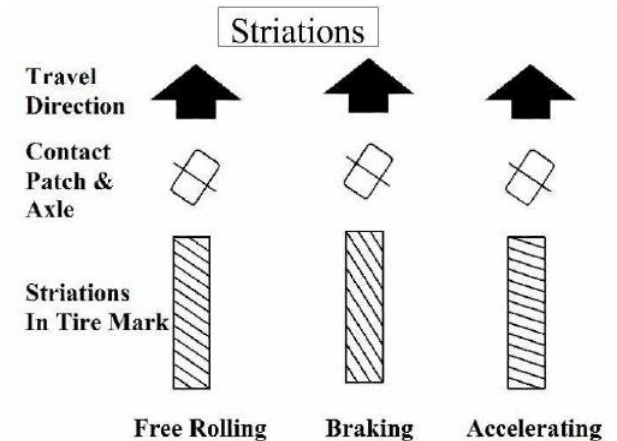 Striations
Travel
Direction
Contact
Patch &
Axle
Striations
In Tire Mark
Free Rolling
Braking
Accelerating